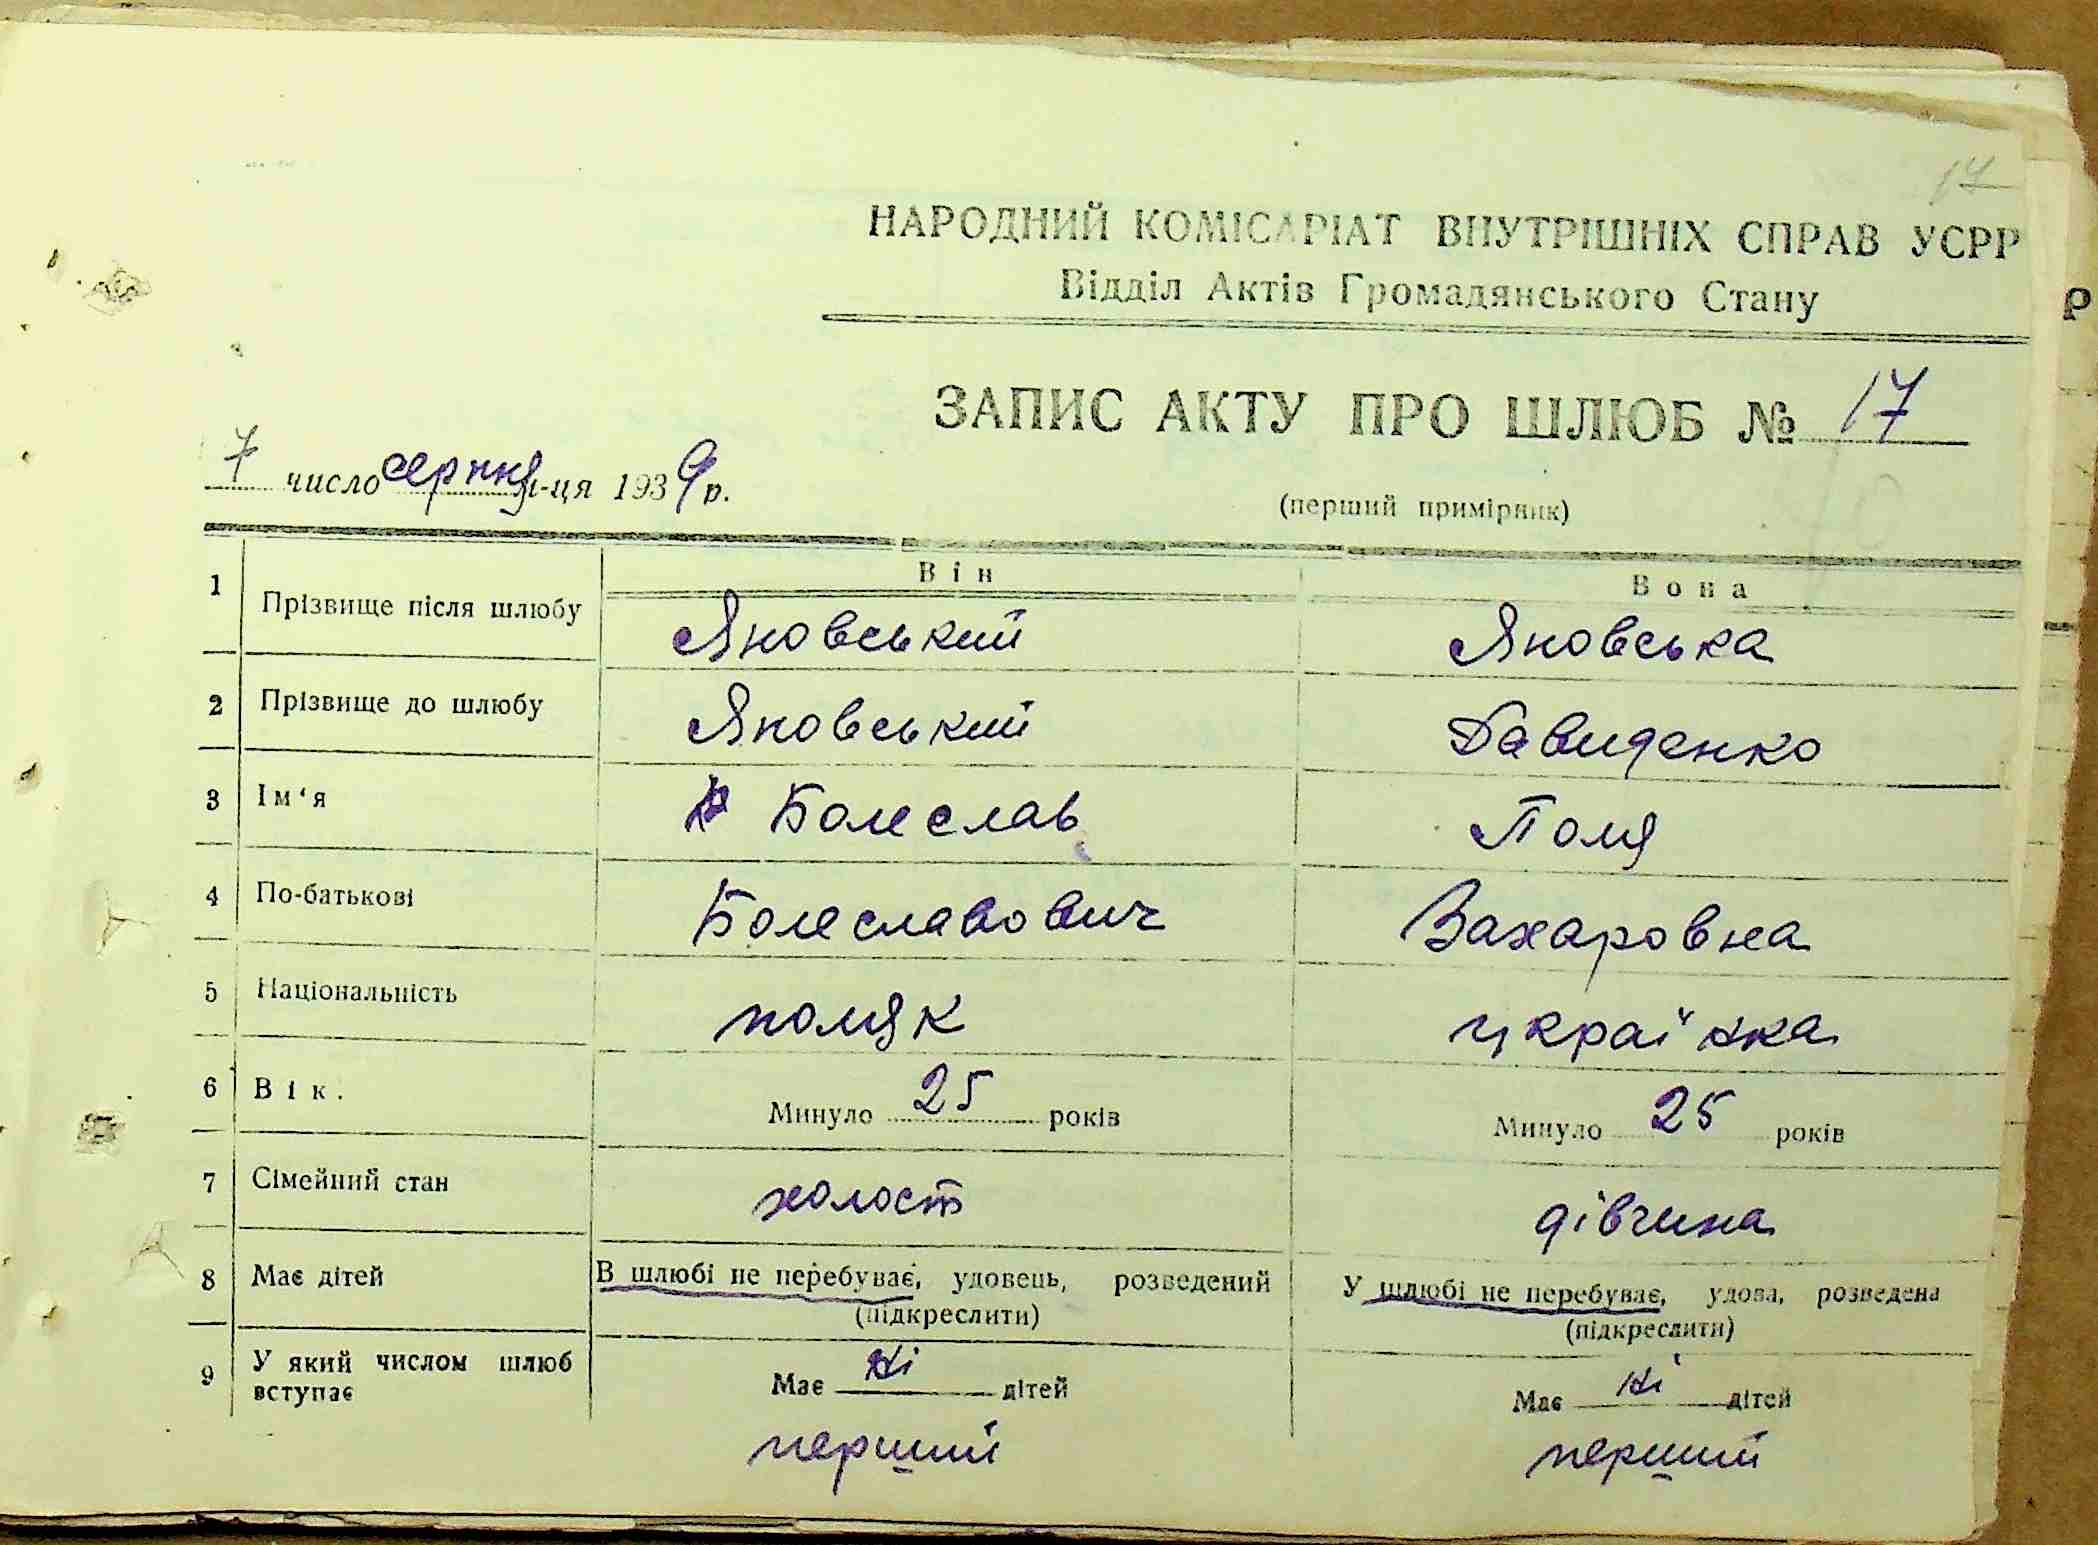 17
НАРОДНИЙ КОМІСАРІАТ ВНУТРІШНІХ СПРАВ УСРР
Відділ Актів Громадянського Стану
Р
ЗАПИС АКТУ ПРО ШЛЮБ № 17
7 число серпня м-ця 1939 р.
(перший примірник)
Він Вона
1 Прізвище після шлюбу Яновський Яновська
2 Прізвище до шлюбу Яновський Давиденко
3 Ім‘я Болеслав Поля
4 По-батькові Болеславович Захаровна
5 Національність поляк українка
6 Вік. Минуло 25 років Минуло 25 років
7 Сімейний стан холост дівчина
8 Має дітей В шлюбі не перебуває, удовець, розведений У шлюбі не перебуває, удова, розведена
(підкреслити) (підкреслити)
9 У який числом шлюб вступає Має ні дітей Має ні дітей
перший перший